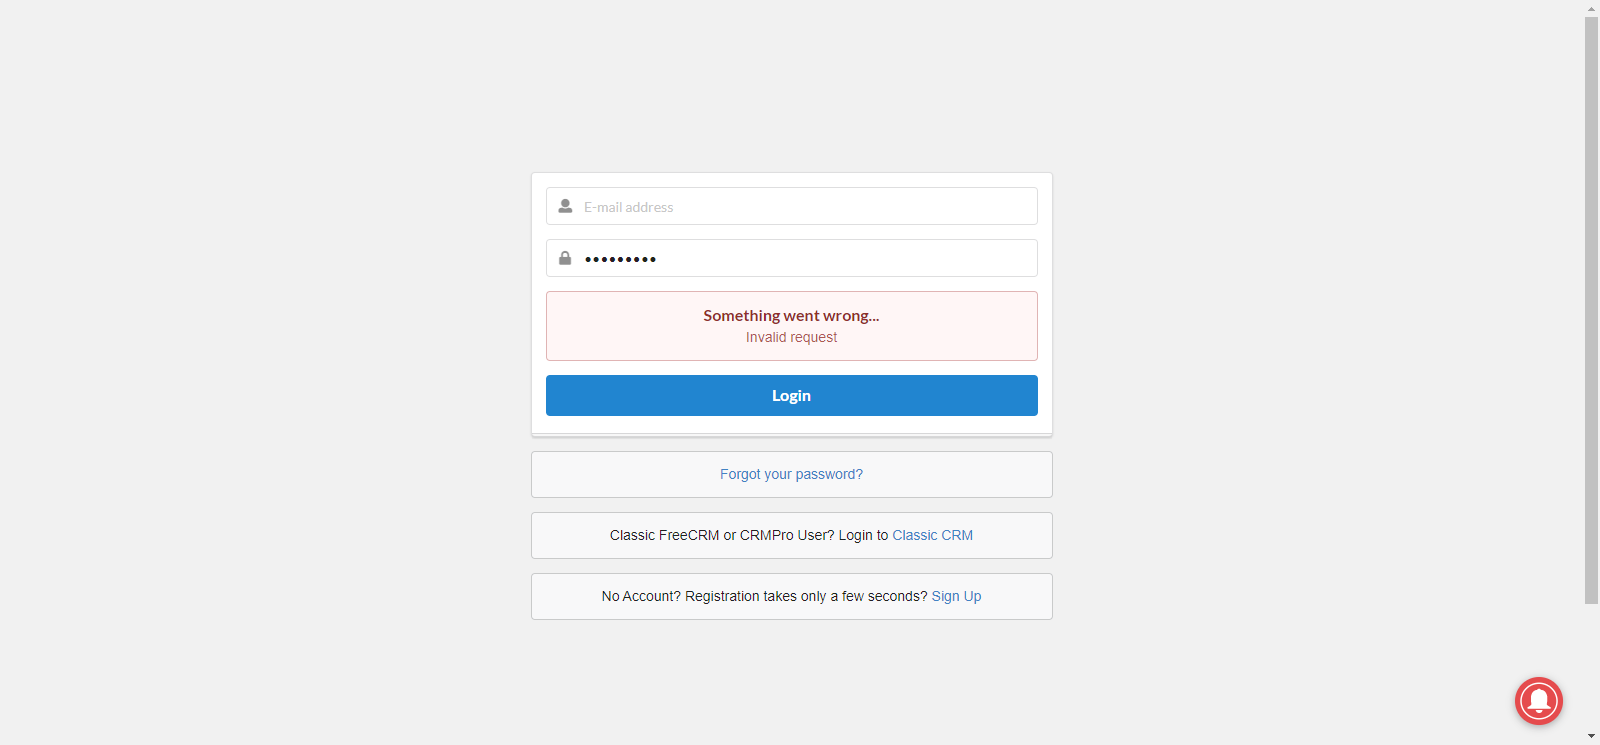 E-mail address
•••••••••
Something went wrong...
Invalid request
Login
Forgot your password?
Classic FreeCRM or CRMPro User? Login to Classic CRM
No Account? Registration takes only a few seconds? Sign Up